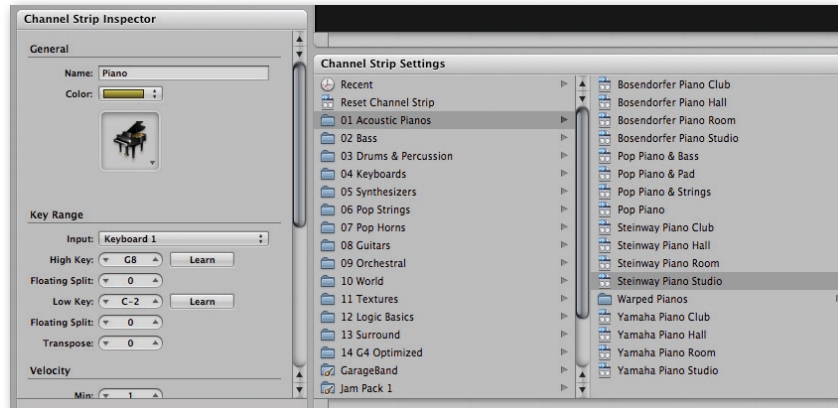 Channel Strip Inspector
General
Name: Piano
Color:
Key Range
Input: Keyboard 1
High Key: G8 Learn
Floating Split: 0
Low Key: C-2 Learn
Floating Split: 0
Transpose: 0
Velocity
Min: 1
Channel Strip Settings
Recent
Reset Channel Strip
01 Acoustic Pianos
02 Bass
03 Drums & Percussion
04 Keyboards
05 Synthesizers
06 Pop Strings
07 Pop Horns
08 Guitars
09 Orchestral
10 World
11 Textures
12 Logic Basics
13 Surround
14 G4 Optimized
GarageBand
Jam Pack 1
Bosendorfer Piano Club
Bosendorfer Piano Hall
Bosendorfer Piano Room
Bosendorfer Piano Studio
Pop Piano & Bass
Pop Piano & Pad
Pop Piano & Strings
Pop Piano
Steinway Piano Club
Steinway Piano Hall
Steinway Piano Room
Steinway Piano Studio
Warped Pianos
Yamaha Piano Club
Yamaha Piano Hall
Yamaha Piano Room
Yamaha Piano Studio